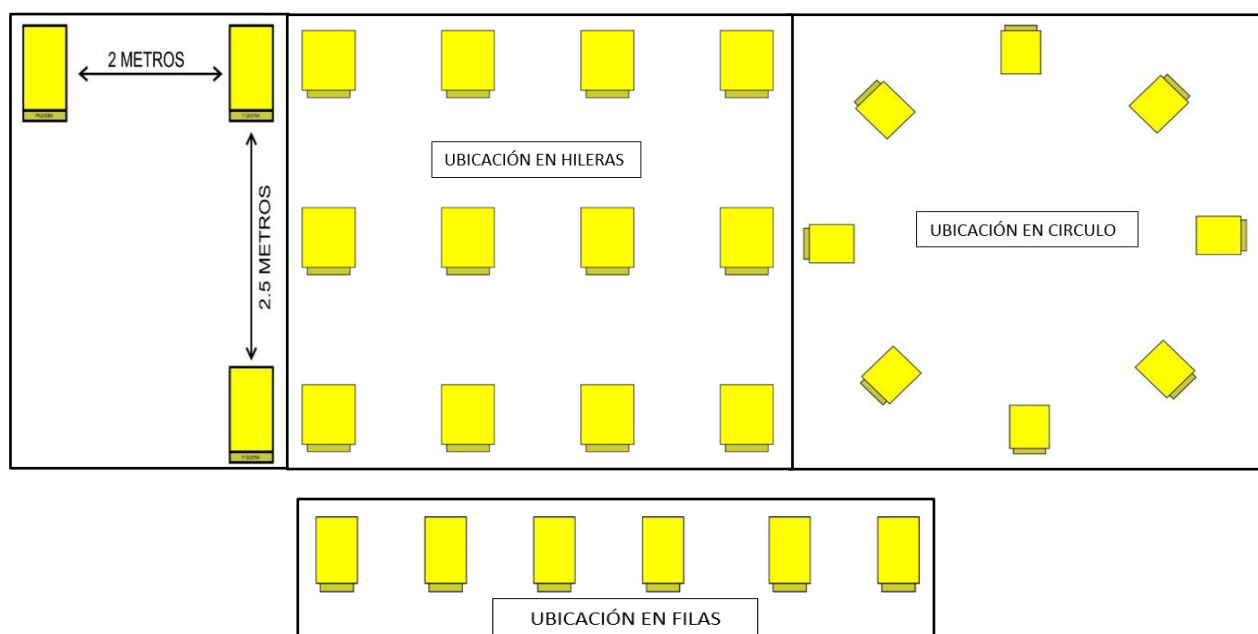 2 METROS
2.5 METROS
UBICACIÓN EN HILERAS
UBICACIÓN EN CIRCULO
UBICACIÓN EN FILAS